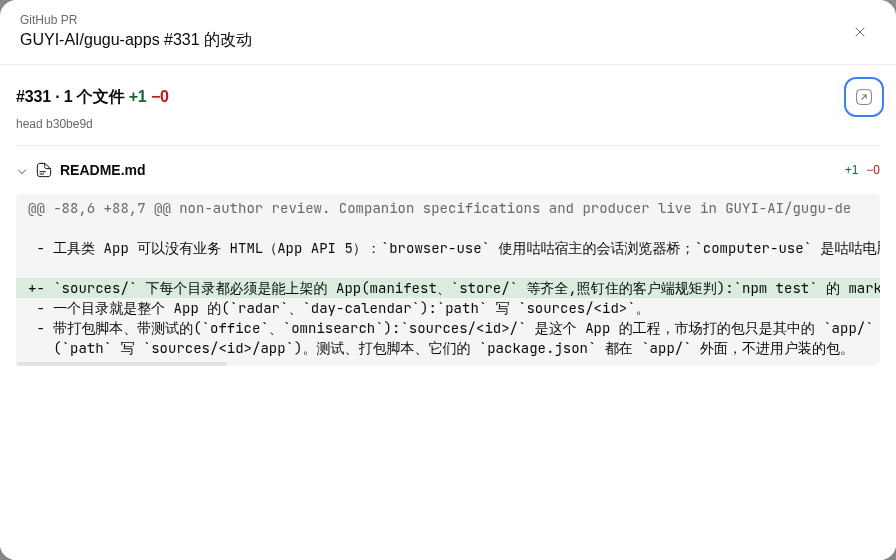 GitHub PR
GUYI-AI/gugu-apps #331 的改动
#331 · 1 个文件 +1 −0
head b30be9d
README.md +1 −0
@@ -88,6 +88,7 @@ non-author review. Companion specifications and producer live in GUYI-AI/gugu-de
- 工具类 App 可以没有业务 HTML（App API 5）：`browser-use` 使用咕咕宿主的会话浏览器桥；`computer-use` 是咕咕电
+- `sources/` 下每个目录都必须是能上架的 App(manifest、`store/` 等齐全,照钉住的客户端规矩判):`npm test` 的 mark
- 一个目录就是整个 App 的(`radar`、`day-calendar`):`path` 写 `sources/<id>`。
- 带打包脚本、带测试的(`office`、`omnisearch`):`sources/<id>/` 是这个 App 的工程，市场打的包只是其中的 `app/`
(`path` 写 `sources/<id>/app`)。测试、打包脚本、它们的 `package.json` 都在 `app/` 外面，不进用户装的包。